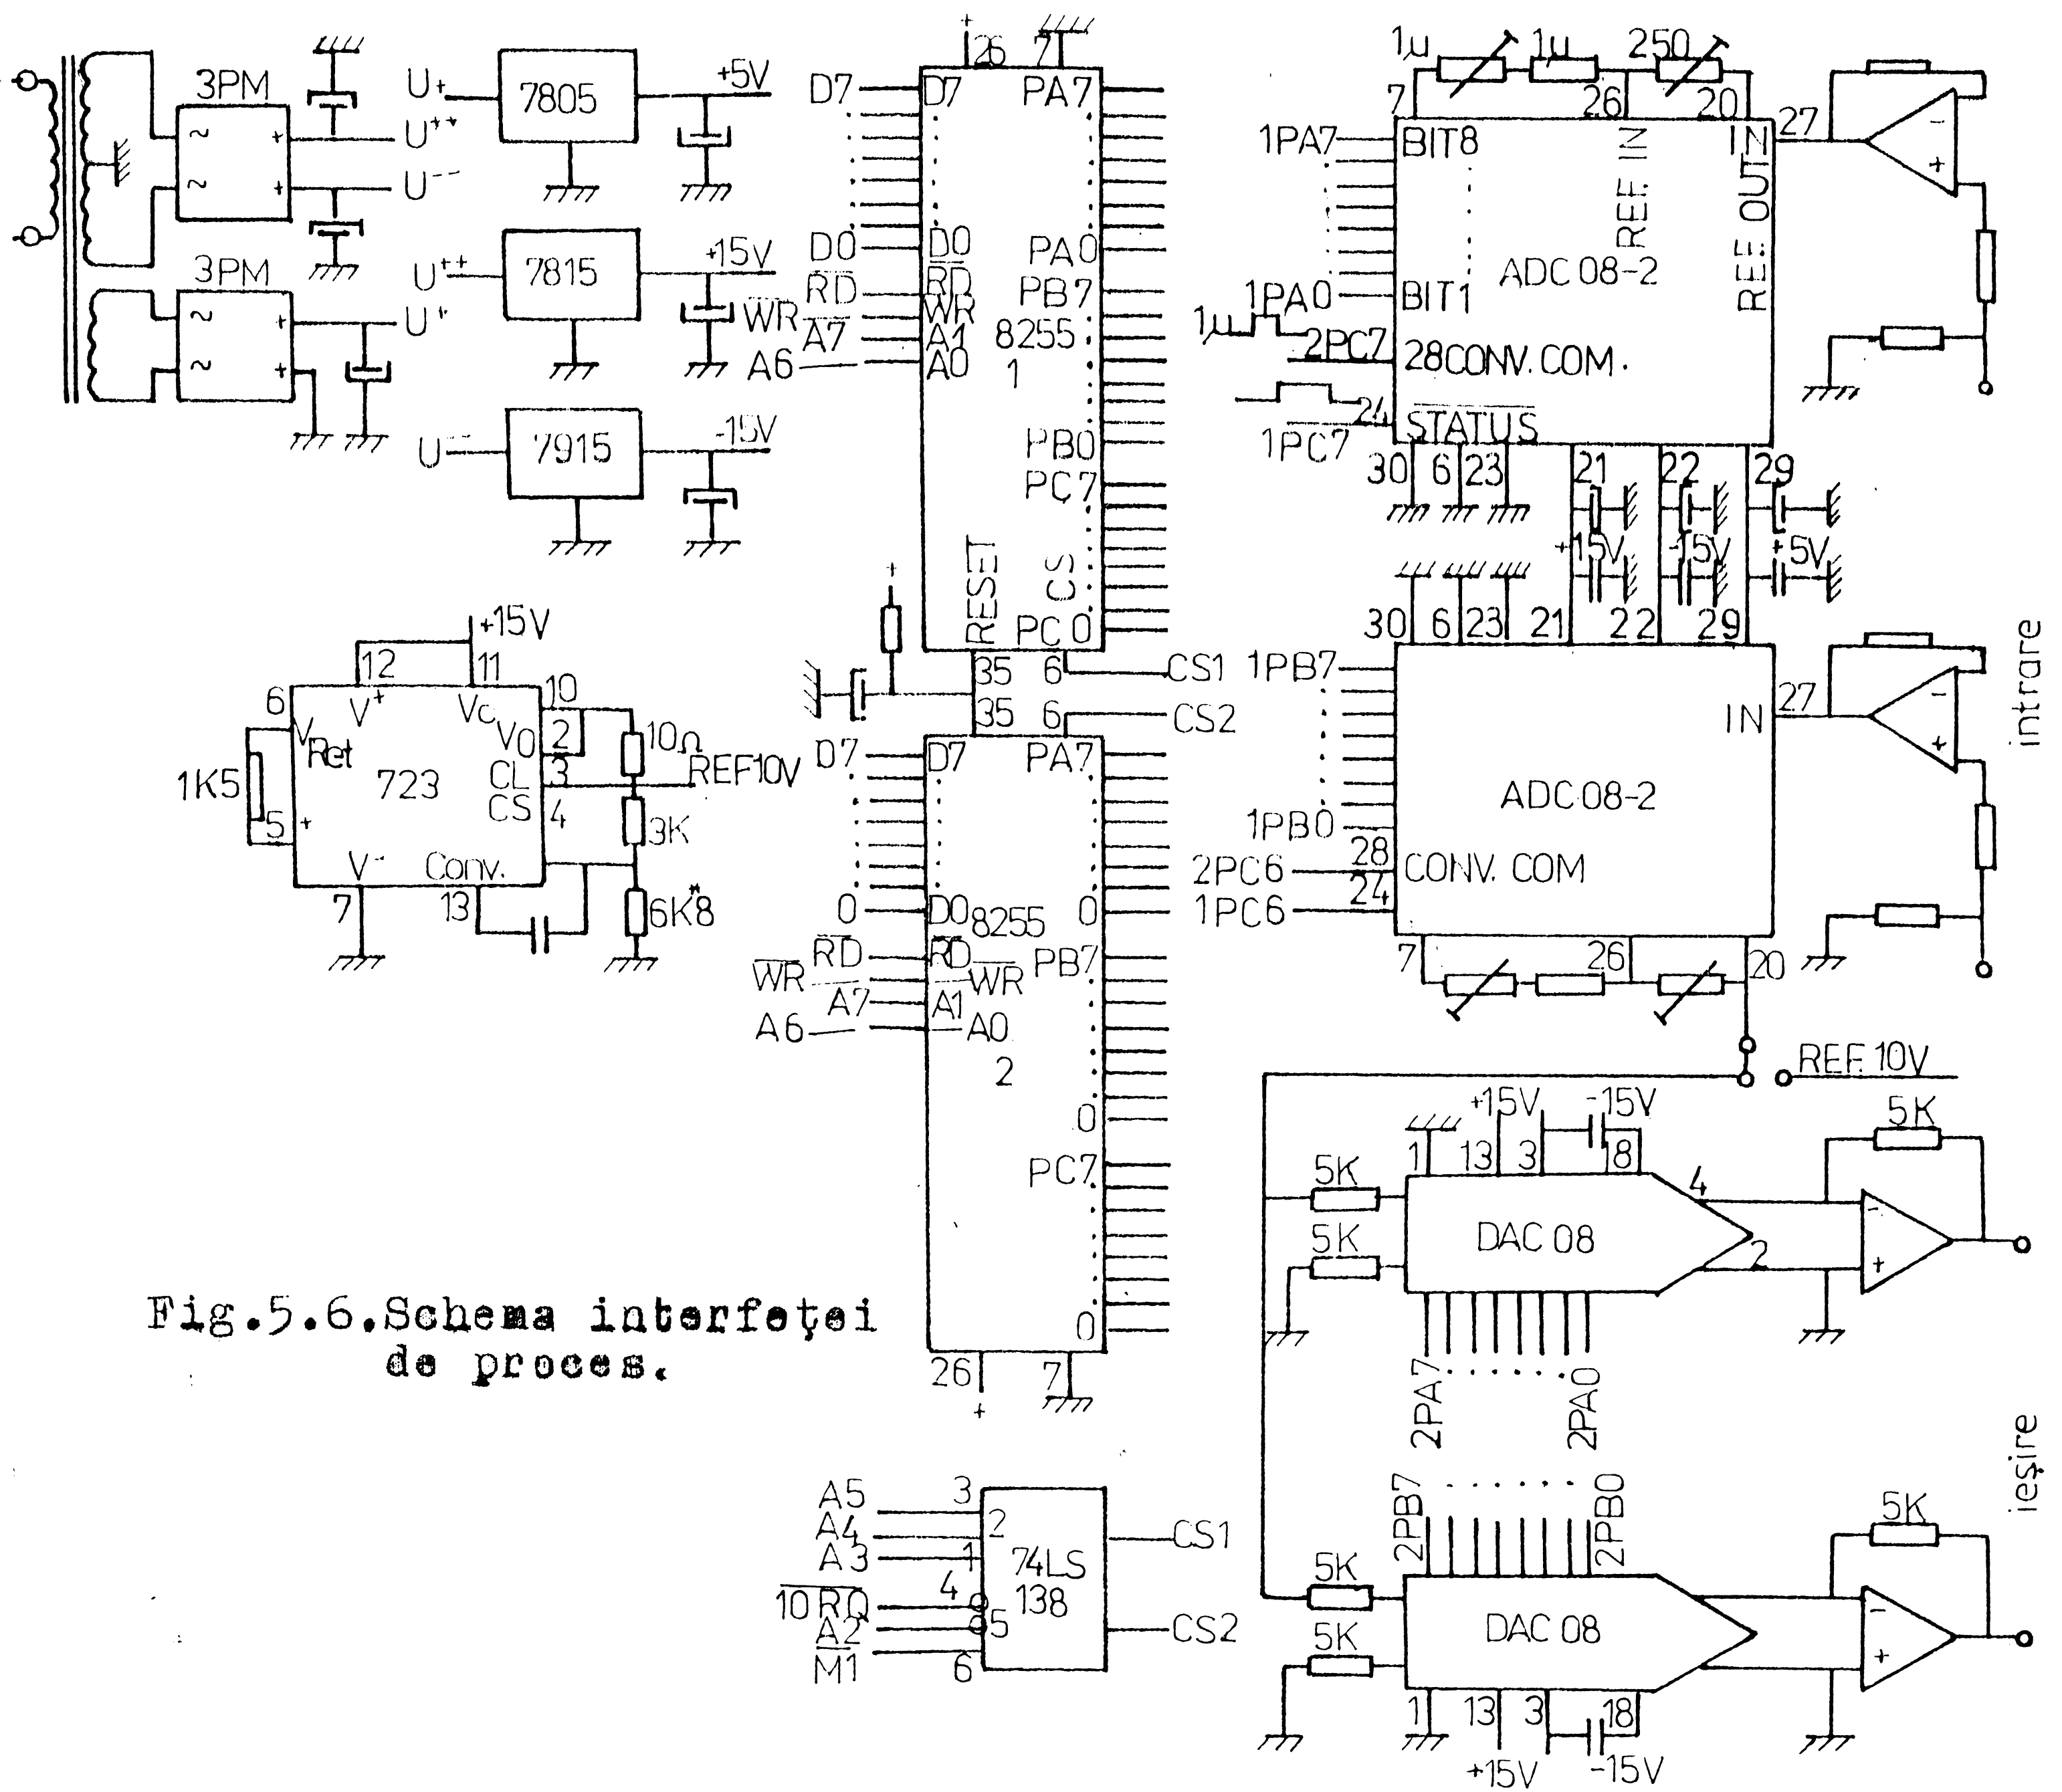 3PM
U+
U++
U--
7805
+5V
3PM
U+
U++
7815
+15V
U--
7915
-15V
+
26
7
D7
D7
PA7
D0
D0
PA0
RD
RD
PB7
WR
WR
A7
A1
8255
A6
A0
1
PB0
PC7
RESET
CS
PC0
+
35
6
CS1
35
6
CS2
1µ
1µ
250
7
26
20
27
1PA7
BIT8
REF. IN
IN
REF. OUT
ADC 08-2
1PA0
BIT1
1µ
2PC7
28 CONV. COM.
24
STATUS
1PC7
30
6
23
21
22
29
+15V
-15V
+5V
30
6
23
21
22
29
-
+
+15V
12
11
6
V+
Vc
10
V Ret
V0
2
10Ω
1K5
723
CL
3
REF10V
CS
4
5
+
3K
V-
Conv.
7
13
6K8*
D7
D7
PA7
0
D0
8255
0
RD
RD
PB7
WR
WR
A7
A1
A6
A0
2
0
PC7
0
26
7
+
1PB7
IN
27
ADC 08-2
1PB0
28
2PC6
CONV. COM
24
1PC6
7
26
20
-
+
intrare
REF. 10V
+15V
-15V
1
13
3
18
5K
5K
4
5K
DAC 08
2
-
+
2PA7
2PA0
2PB7
2PB0
5K
5K
5K
DAC 08
-
+
1
13
3
18
+15V
-15V
ieșire
A5
3
A4
2
A3
1
74LS
138
CS1
10RQ
4
A2
5
CS2
M1
6
Fig.5.6.Schema interfeței
de proces.